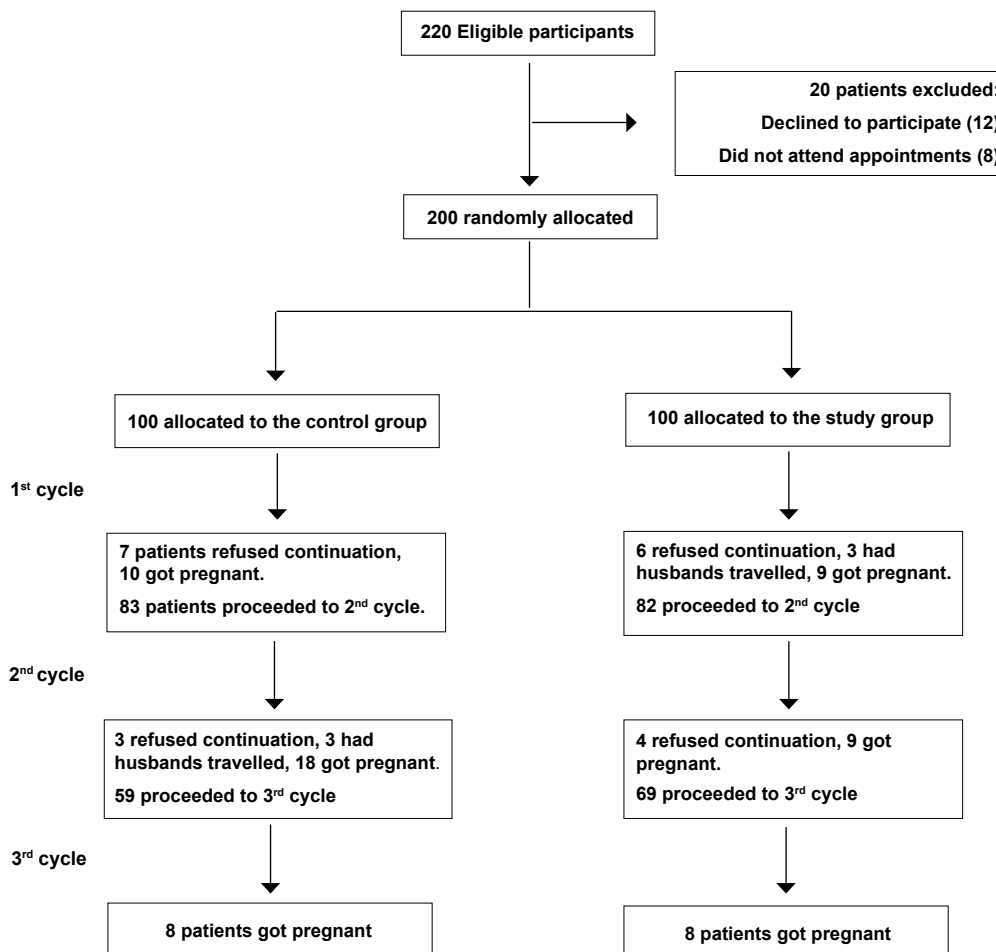 220 Eligible participants
20 patients excluded:
Declined to participate (12)
Did not attend appointments (8)
200 randomly allocated
100 allocated to the control group
100 allocated to the study group
1st cycle
7 patients refused continuation,
10 got pregnant.
83 patients proceeded to 2nd cycle.
6 refused continuation, 3 had
husbands travelled, 9 got pregnant.
82 proceeded to 2nd cycle
2nd cycle
3 refused continuation, 3 had
husbands travelled, 18 got pregnant.
59 proceeded to 3rd cycle
4 refused continuation, 9 got
pregnant.
69 proceeded to 3rd cycle
3rd cycle
8 patients got pregnant
8 patients got pregnant